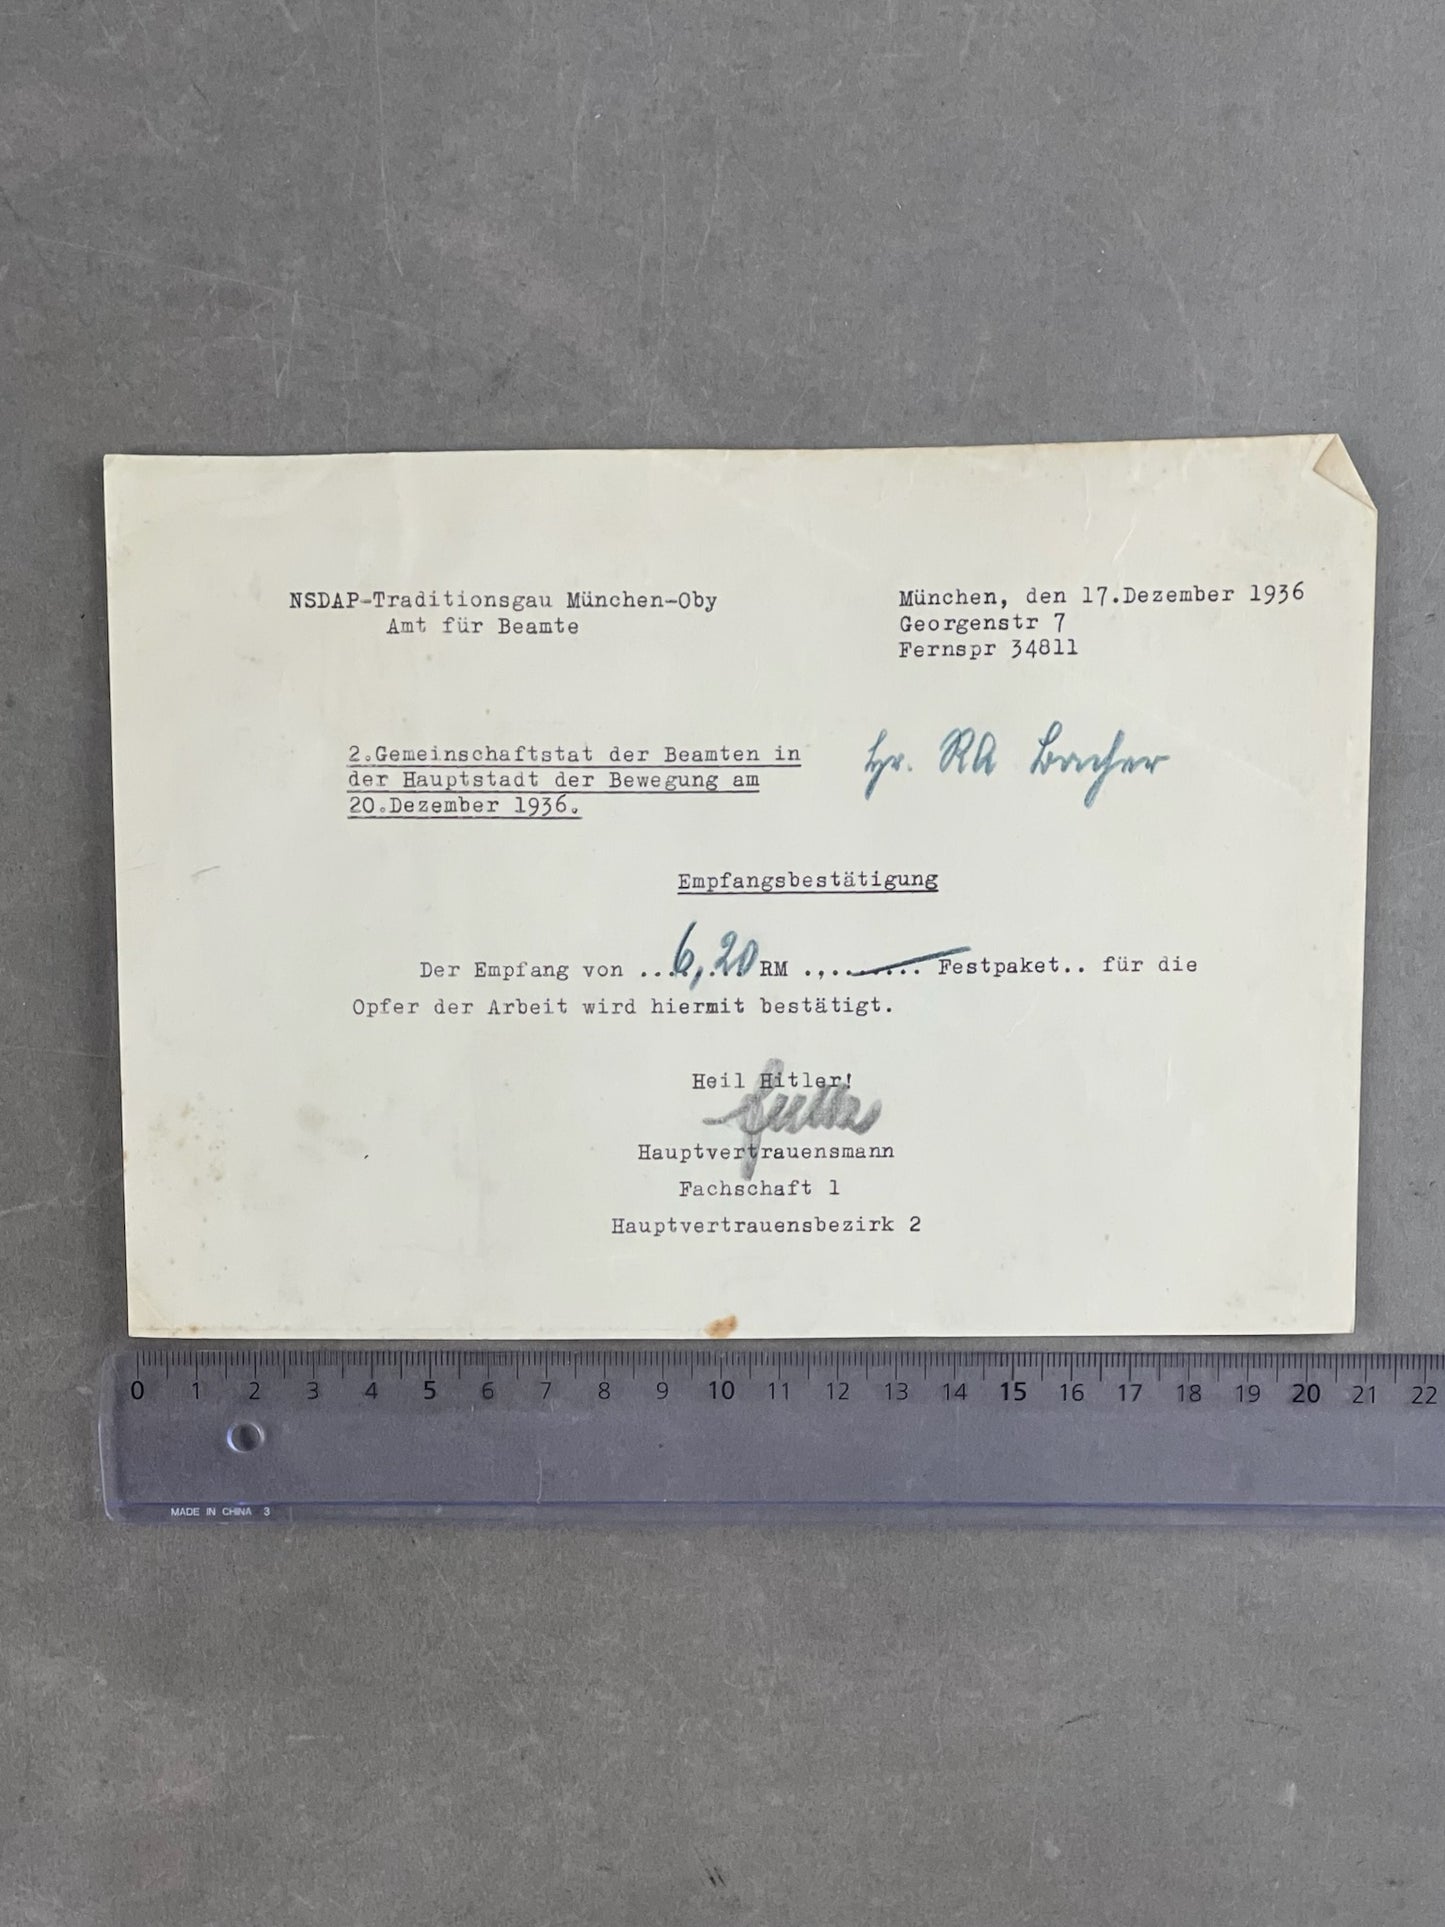 NSDAP-Traditionsgau München-Oby
Amt für Beamte
München, den 17.Dezember 1936
Georgenstr 7
Fernspr 34811
2.Gemeinschaftstat der Beamten in
der Hauptstadt der Bewegung am
20.Dezember 1936.
Hr. RA Bacher
Empfangsbestätigung
Der Empfang von ...6,20 RM .,....... Festpaket.. für die
Opfer der Arbeit wird hiermit bestätigt.
Heil Hitler!
Hauptvertrauensmann
Fachschaft 1
Hauptvertrauensbezirk 2
0 1 2 3 4 5 6 7 8 9 10 11 12 13 14 15 16 17 18 19 20 21 22
MADE IN CHINA 3